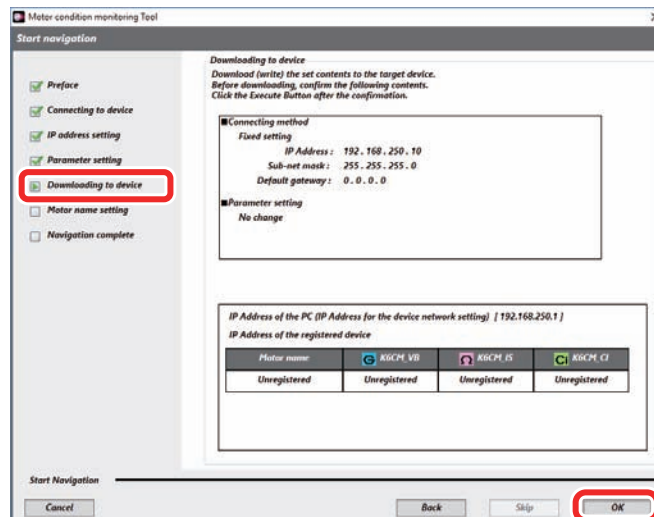 Motor condition monitoring Tool
Start navigation
Preface
Connecting to device
IP address setting
Parameter setting
Downloading to device
Motor name setting
Navigation complete
Downloading to device
Download (write) the set contents to the target device.
Before downloading, confirm the following contents.
Click the Execute Button after the confirmation.
■Connecting method
Fixed setting
IP Address : 192 . 168 . 250 . 10
Sub-net mask : 255 . 255 . 255 . 0
Default gateway : 0 . 0 . 0 . 0
■Parameter setting
No change
IP Address of the PC (IP Address for the device network setting) [ 192.168.250.1 ]
IP Address of the registered device
Motor name G K6CM_VB Ω K6CM_IS CI K6CM_CI
Unregistered Unregistered Unregistered Unregistered
Start Navigation
Cancel Back Skip OK